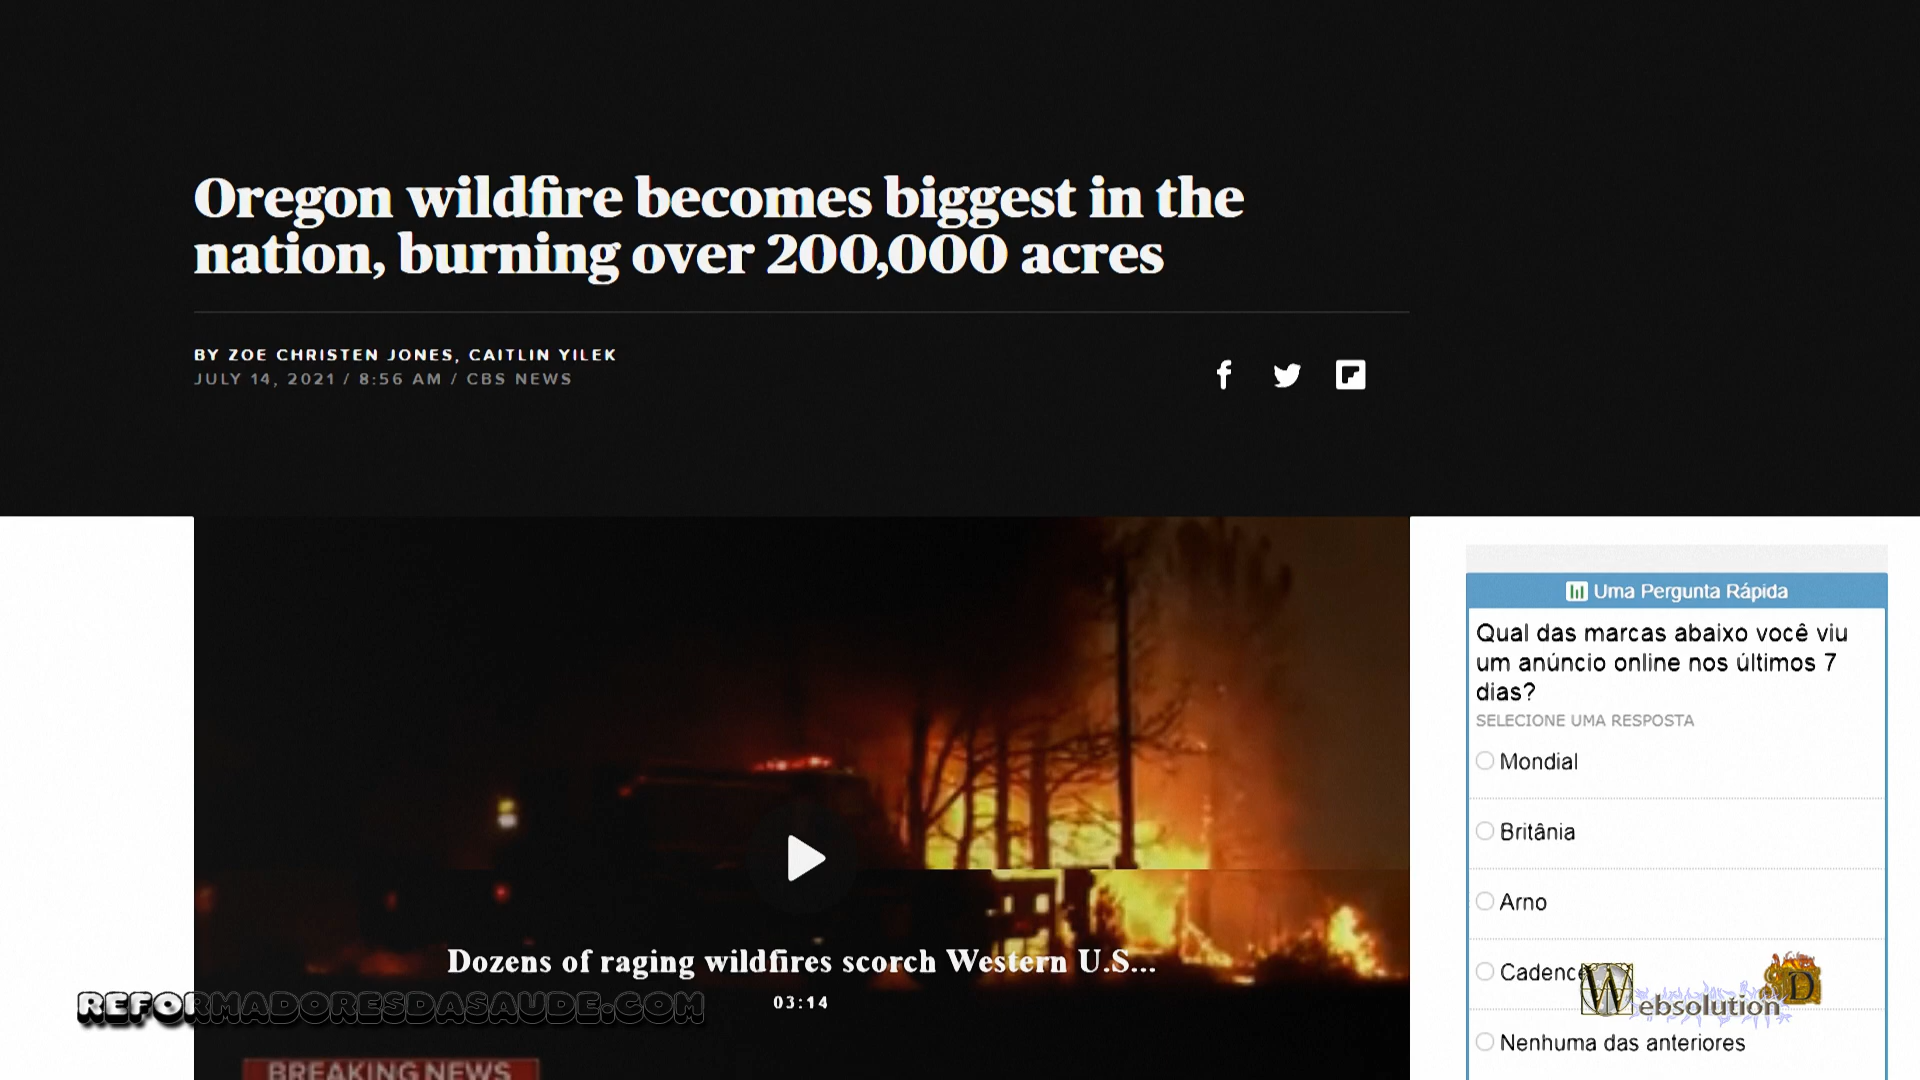 Oregon wildfire becomes biggest in the
nation, burning over 200,000 acres
BY ZOE CHRISTEN JONES, CAITLIN YILEK
JULY 14, 2021 / 8:56 AM / CBS NEWS
Dozens of raging wildfires scorch Western U.S...
03:14
BREAKING NEWS
Uma Pergunta Rápida
Qual das marcas abaixo você viu
um anúncio online nos últimos 7
dias?
SELECIONE UMA RESPOSTA
Mondial
Britânia
Arno
Cadence
Nenhuma das anteriores
REFORMADORESDASAUDE.COM
Websolution D